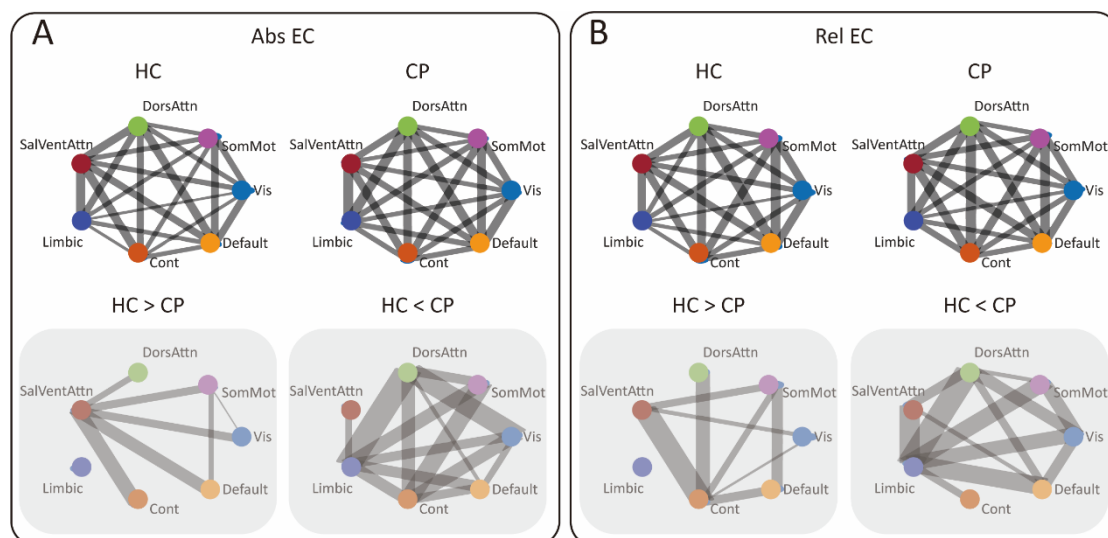 A
Abs EC
HC
CP
DorsAttn
SalVentAttn
SomMot
Vis
Limbic
Default
Cont
DorsAttn
SalVentAttn
SomMot
Vis
Limbic
Default
Cont
HC > CP
HC < CP
DorsAttn
SalVentAttn
SomMot
Vis
Limbic
Default
Cont
DorsAttn
SalVentAttn
SomMot
Vis
Limbic
Default
Cont
B
Rel EC
HC
CP
DorsAttn
SalVentAttn
SomMot
Vis
Limbic
Default
Cont
DorsAttn
SalVentAttn
SomMot
Vis
Limbic
Default
Cont
HC > CP
HC < CP
DorsAttn
SalVentAttn
SomMot
Vis
Limbic
Default
Cont
DorsAttn
SalVentAttn
SomMot
Vis
Limbic
Default
Cont